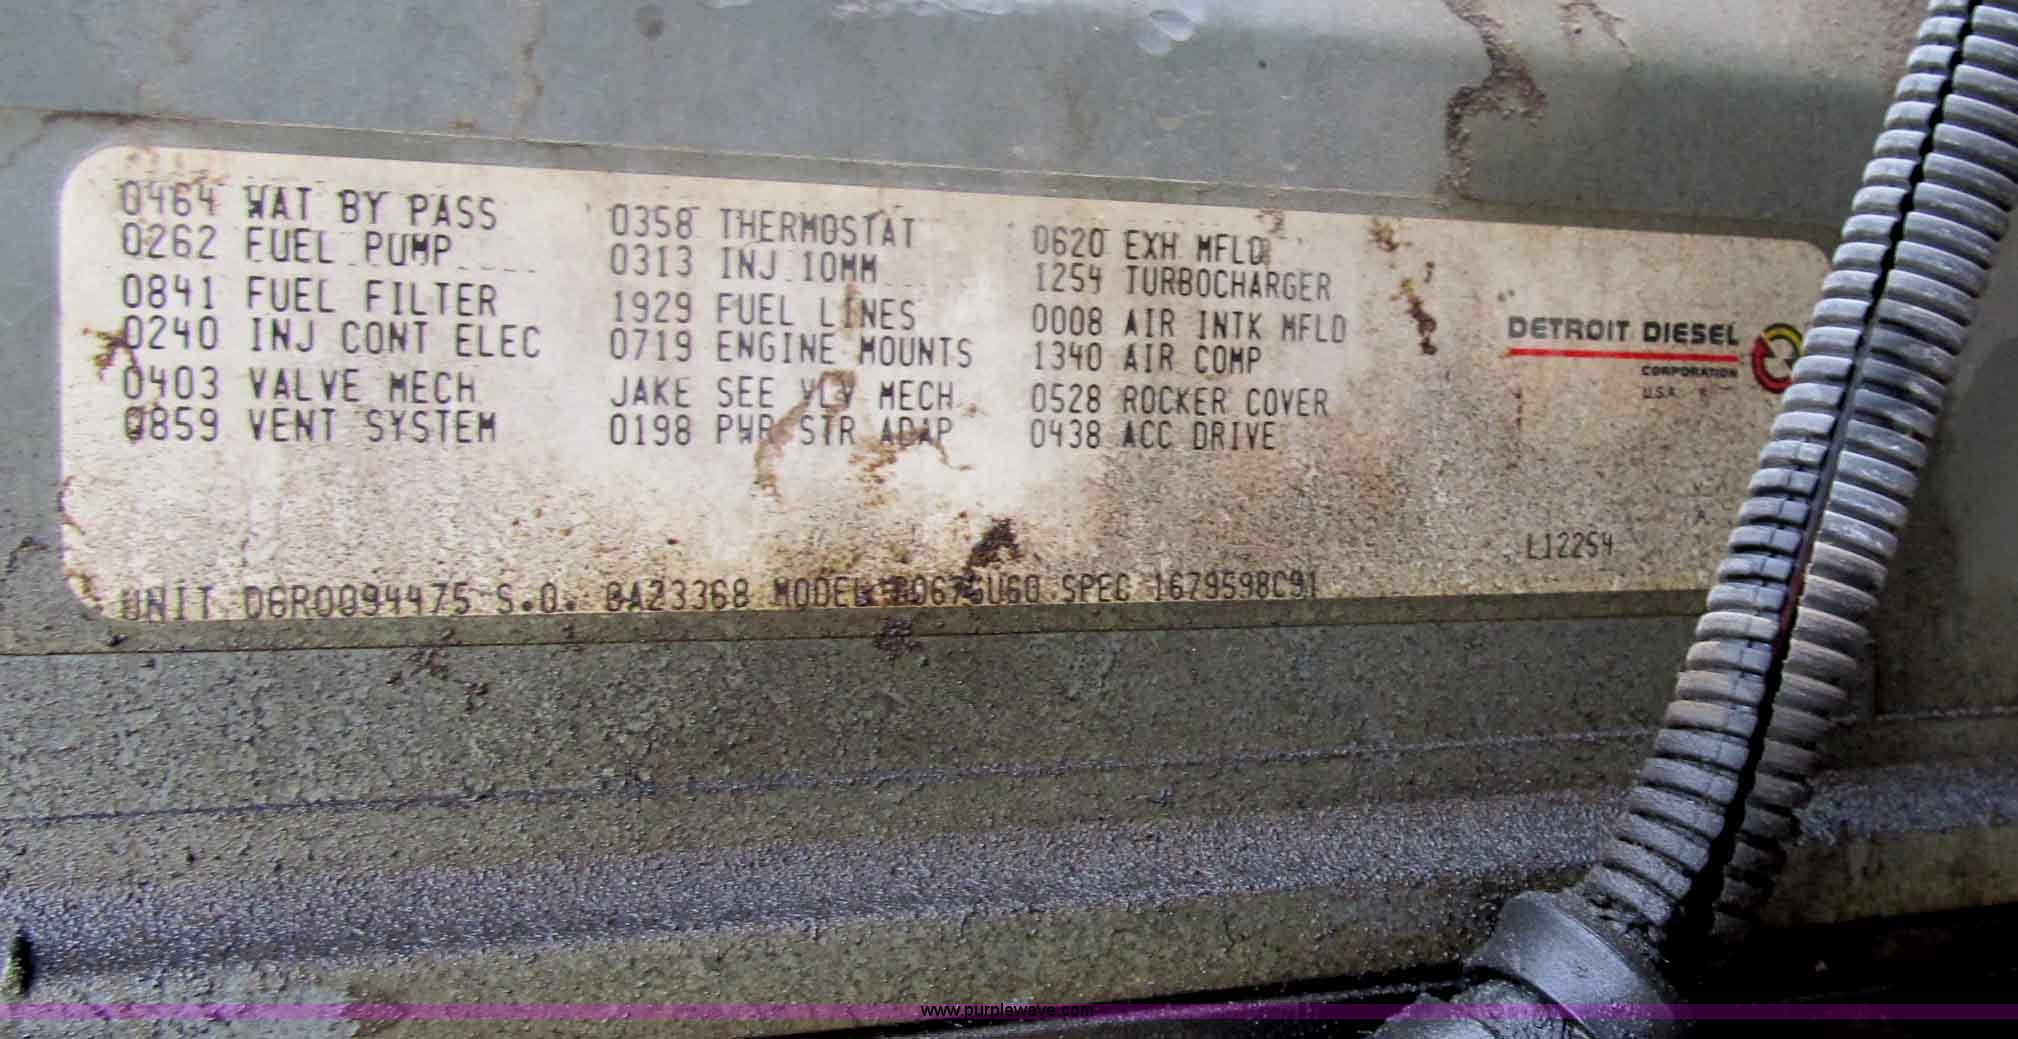 0464 WAT BY PASS
0262 FUEL PUMP
0841 FUEL FILTER
0240 INJ CONT ELEC
0403 VALVE MECH
0859 VENT SYSTEM
0358 THERMOSTAT
0313 INJ 10MM
1929 FUEL LINES
0719 ENGINE MOUNTS
JAKE SEE VLV MECH
0198 PWR STR ADAP
0620 EXH MFLD
1254 TURBOCHARGER
0008 AIR INTK MFLD
1340 AIR COMP
0528 ROCKER COVER
0438 ACC DRIVE
DETROIT DIESEL
CORPORATION
U.S.A.
L12254
UNIT 06R0094475 S.O. MODEL SPEC 1679598C91
www.purplewave.com